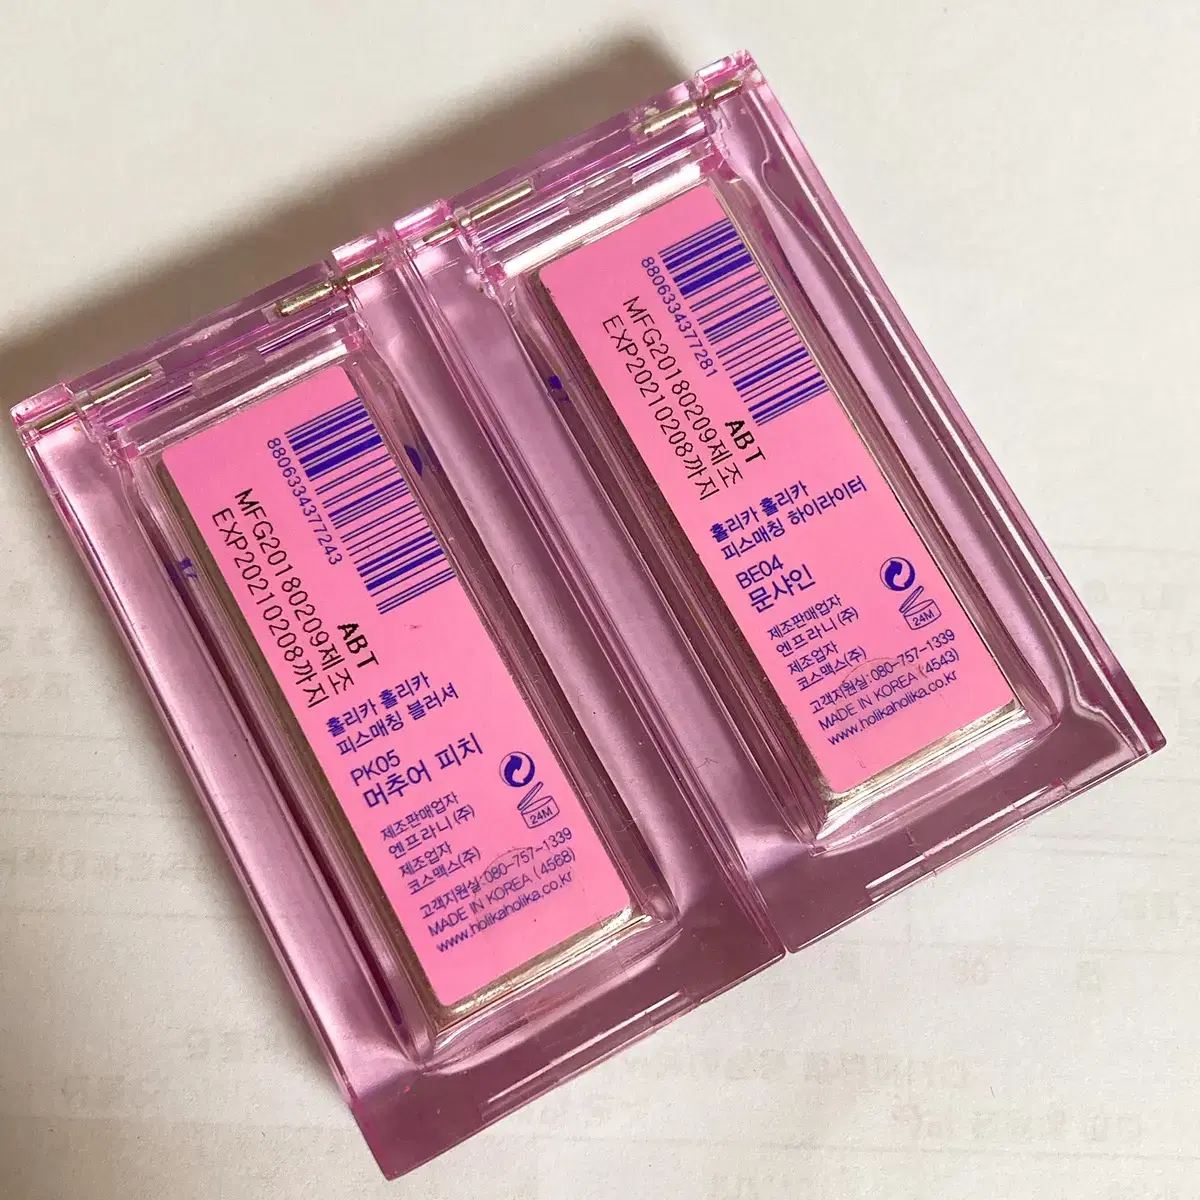 8806334377243
MFG20180209제조
EXP20210208까지
ABT
홀리카 홀리카
피스매칭 블러셔
PK05
머추어 피치
24M
제조판매업자
엔프라니(주)
제조업자
코스맥스(주)
고객지원실:080-757-1339
MADE IN KOREA (4568)
www.holikaholika.co.kr
8806334377281
MFG20180209제조
EXP20210208까지
ABT
홀리카 홀리카
피스매칭 하이라이터
BE04
문샤인
24M
제조판매업자
엔프라니(주)
제조업자
코스맥스(주)
고객지원실:080-757-1339
MADE IN KOREA (4543)
www.holikaholika.co.kr